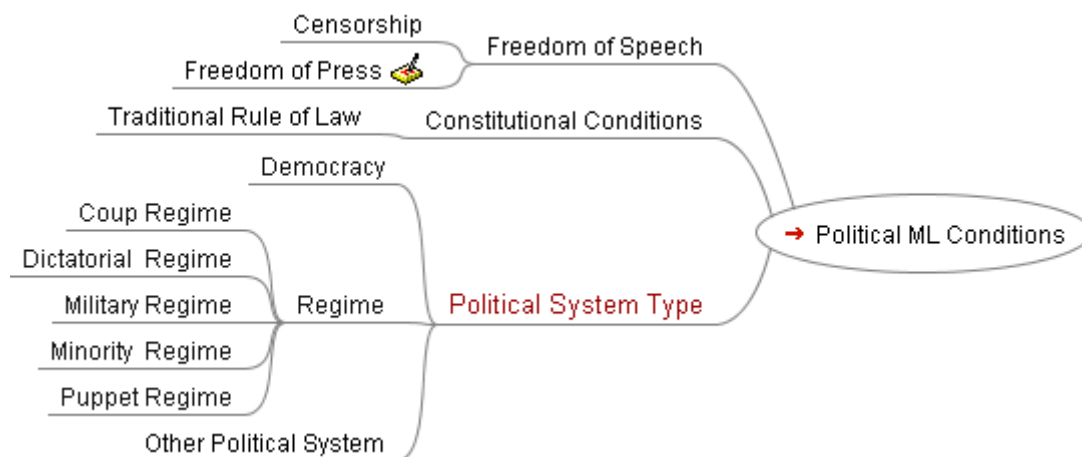 Censorship
Freedom of Speech
Freedom of Press
Traditional Rule of Law
Constitutional Conditions
Democracy
Coup Regime
Dictatorial Regime
Military Regime
Minority Regime
Puppet Regime
Regime
Other Political System
Political System Type
Political ML Conditions